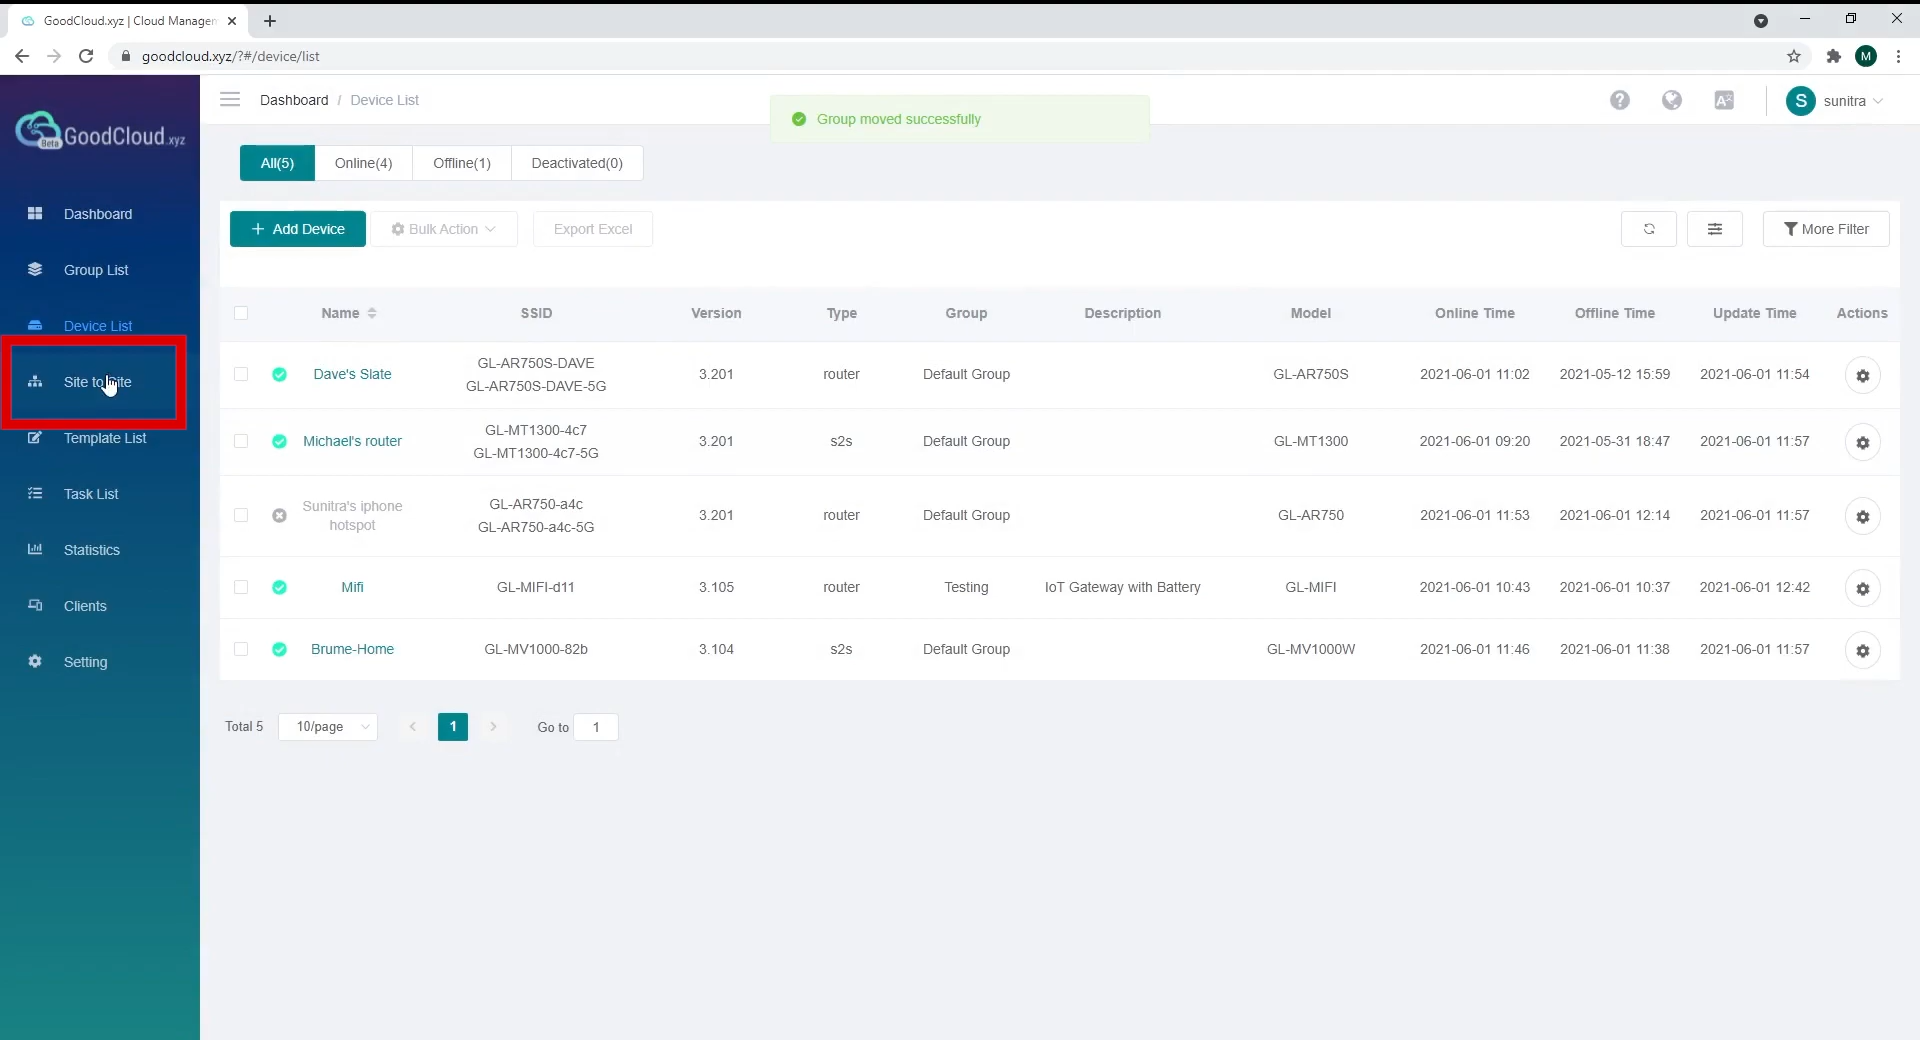 GoodCloud.xyz | Cloud Managem
goodcloud.xyz/?#/device/list
M
GoodCloud.xyz
Beta
Dashboard / Device List
Group moved successfully
S sunitra
Dashboard
Group List
Device List
Site to Site
Template List
Task List
Statistics
Clients
Setting
All(5) Online(4) Offline(1) Deactivated(0)
+ Add Device Bulk Action Export Excel More Filter
Name SSID Version Type Group Description Model Online Time Offline Time Update Time Actions
Dave's Slate GL-AR750S-DAVE 3.201 router Default Group GL-AR750S 2021-06-01 11:02 2021-05-12 15:59 2021-06-01 11:54
GL-AR750S-DAVE-5G
Michael's router GL-MT1300-4c7 3.201 s2s Default Group GL-MT1300 2021-06-01 09:20 2021-05-31 18:47 2021-06-01 11:57
GL-MT1300-4c7-5G
Sunitra's iphone GL-AR750-a4c 3.201 router Default Group GL-AR750 2021-06-01 11:53 2021-06-01 12:14 2021-06-01 11:57
hotspot GL-AR750-a4c-5G
Mifi GL-MIFI-d11 3.105 router Testing IoT Gateway with Battery GL-MIFI 2021-06-01 10:43 2021-06-01 10:37 2021-06-01 12:42
Brume-Home GL-MV1000-82b 3.104 s2s Default Group GL-MV1000W 2021-06-01 11:46 2021-06-01 11:38 2021-06-01 11:57
Total 5 10/page 1 Go to 1